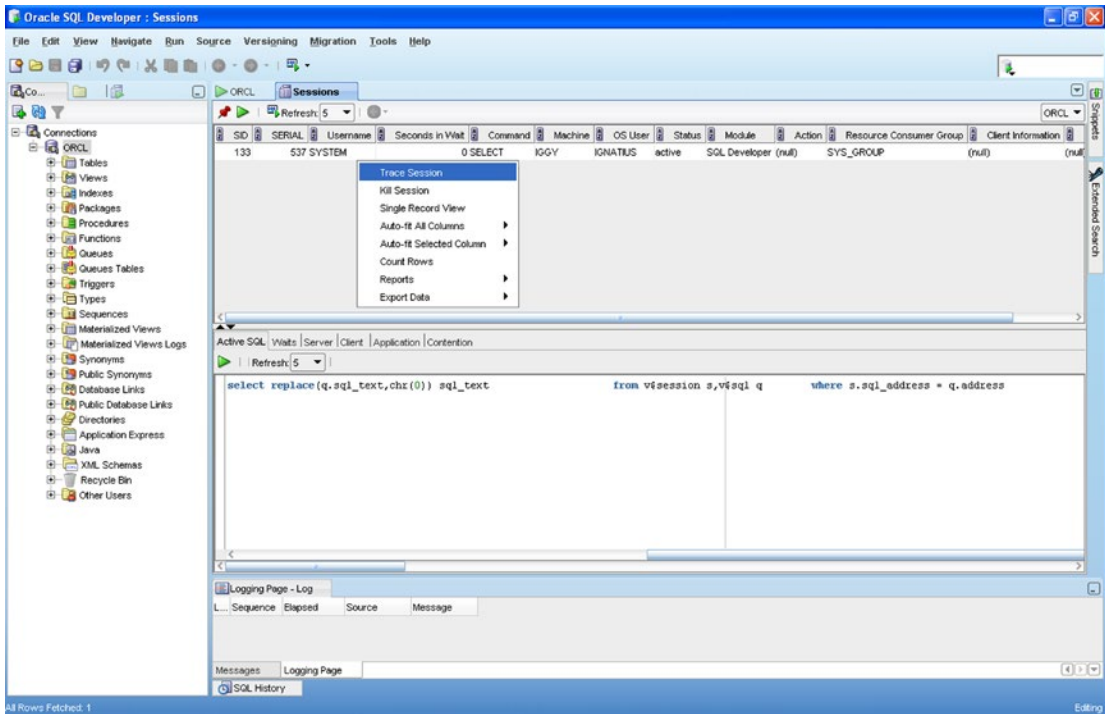 Oracle SQL Developer : Sessions
File Edit View Navigate Run Source Versioning Migration Tools Help
Co...
ORCL
Sessions
Refresh: 5
ORCL
Snippets
Extended Search
Connections
ORCL
Tables
Views
Indexes
Packages
Procedures
Functions
Queues
Queues Tables
Triggers
Types
Sequences
Materialized Views
Materialized Views Logs
Synonyms
Public Synonyms
Database Links
Public Database Links
Directories
Application Express
Java
XML Schemas
Recycle Bin
Other Users
SID SERIAL Username Seconds in Wait Command Machine OS User Status Module Action Resource Consumer Group Client Information
133 537 SYSTEM 0 SELECT IGGY IGNATIUS active SQL Developer (null) SYS_GROUP (null) (null
Trace Session
Kill Session
Single Record View
Auto-fit All Columns
Auto-fit Selected Column
Count Rows
Reports
Export Data
Active SQL Waits Server Client Application Contention
Refresh: 5
select replace(q.sql_text,chr(0)) sql_text from v$session s,v$sql q where s.sql_address = q.address
Logging Page - Log
L... Sequence Elapsed Source Message
Messages Logging Page
SQL History
All Rows Fetched: 1
Editing